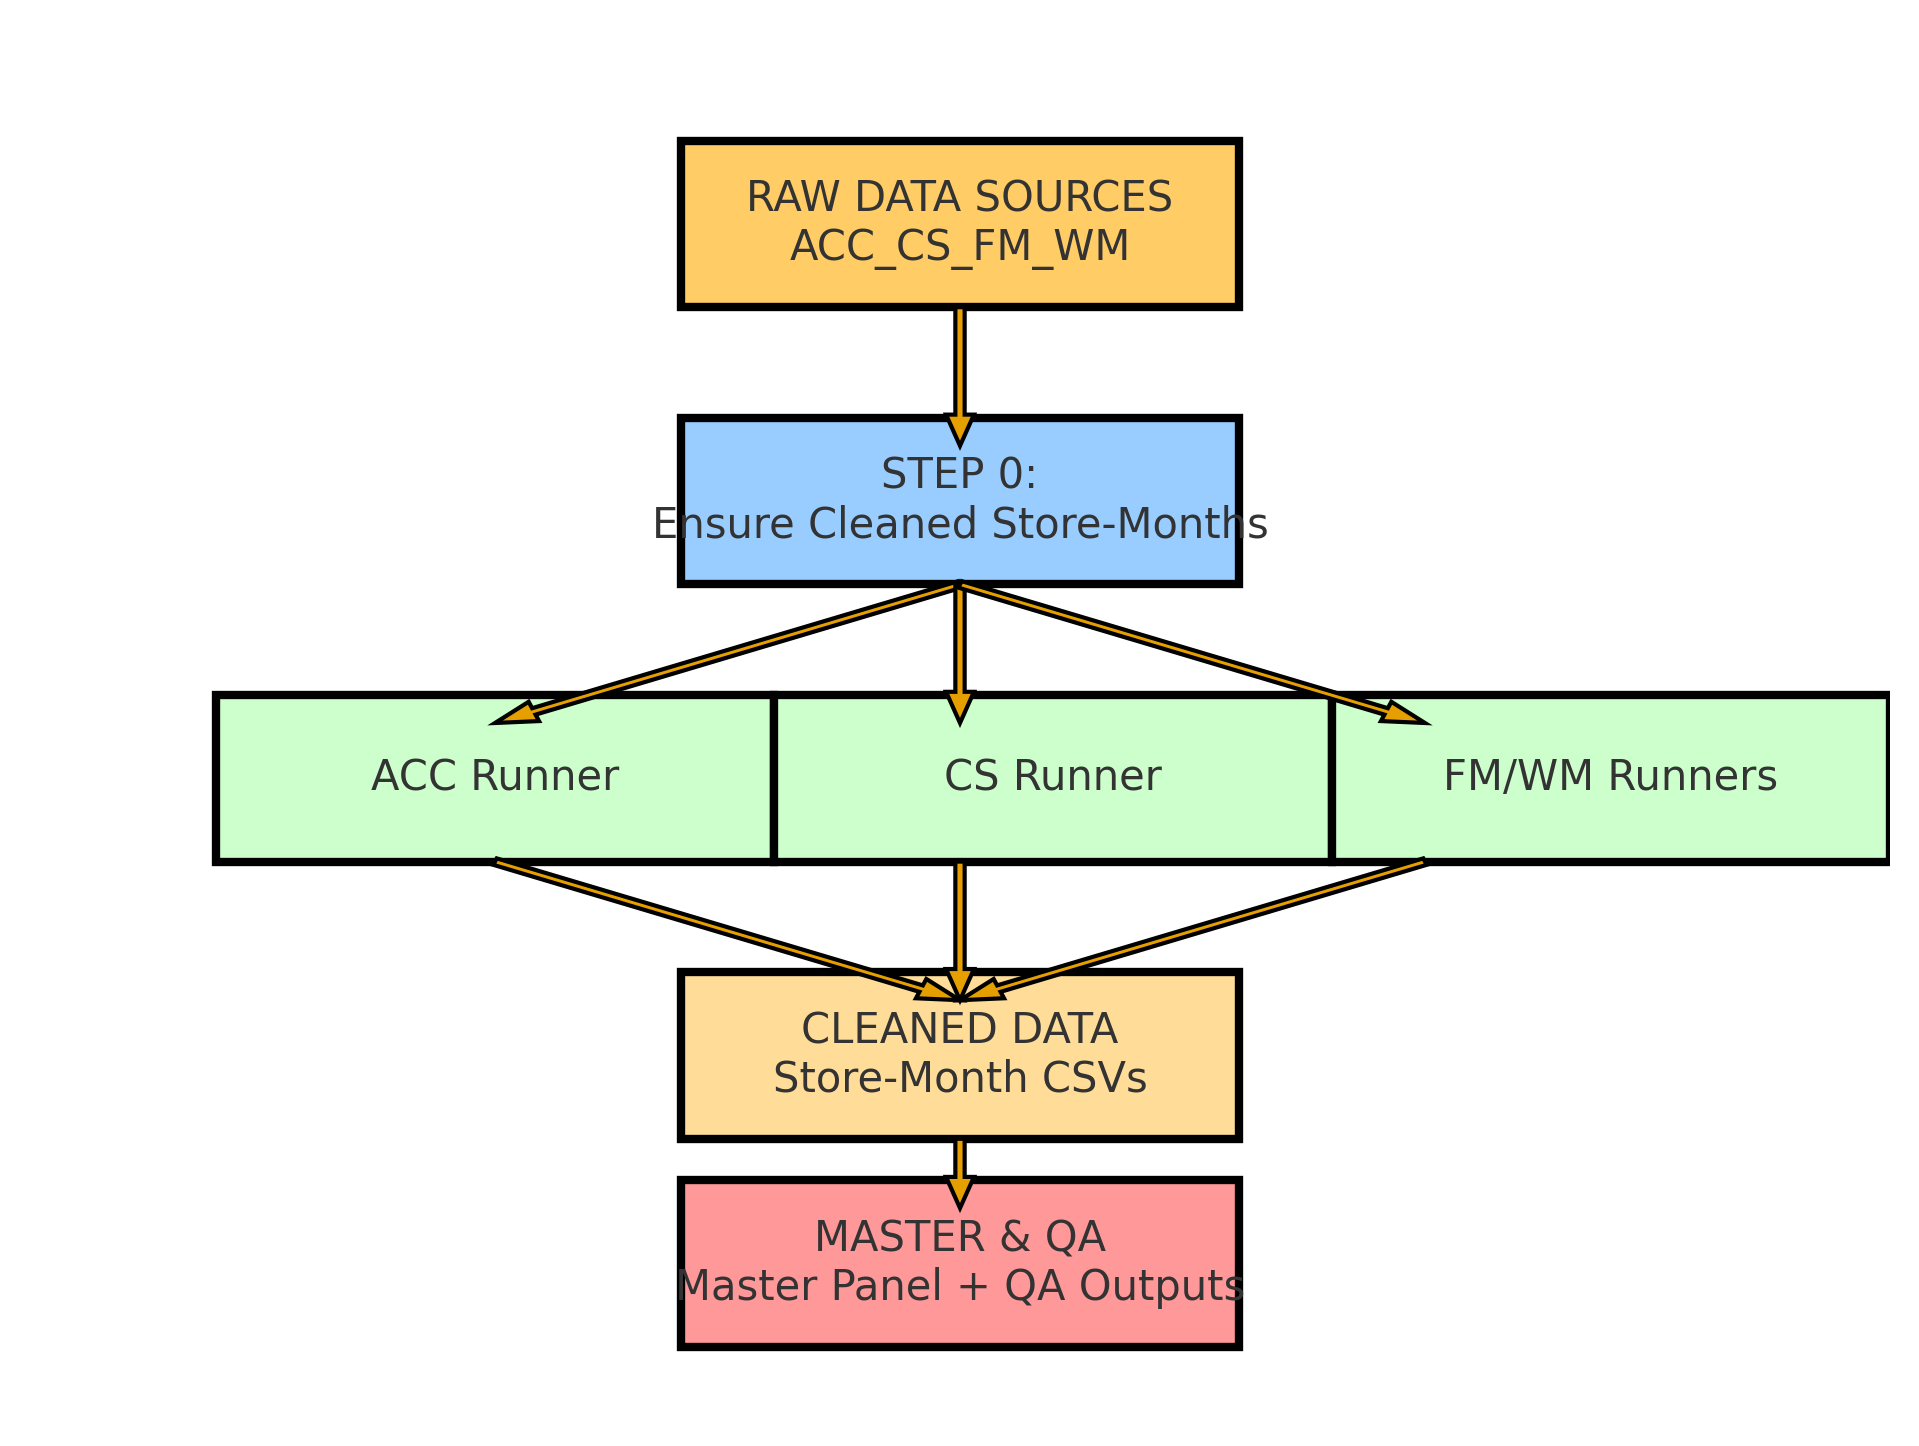 RAW DATA SOURCES
ACC_CS_FM_WM
STEP 0:
Ensure Cleaned Store-Months
ACC Runner
CS Runner
FM/WM Runners
CLEANED DATA
Store-Month CSVs
MASTER & QA
Master Panel + QA Outputs